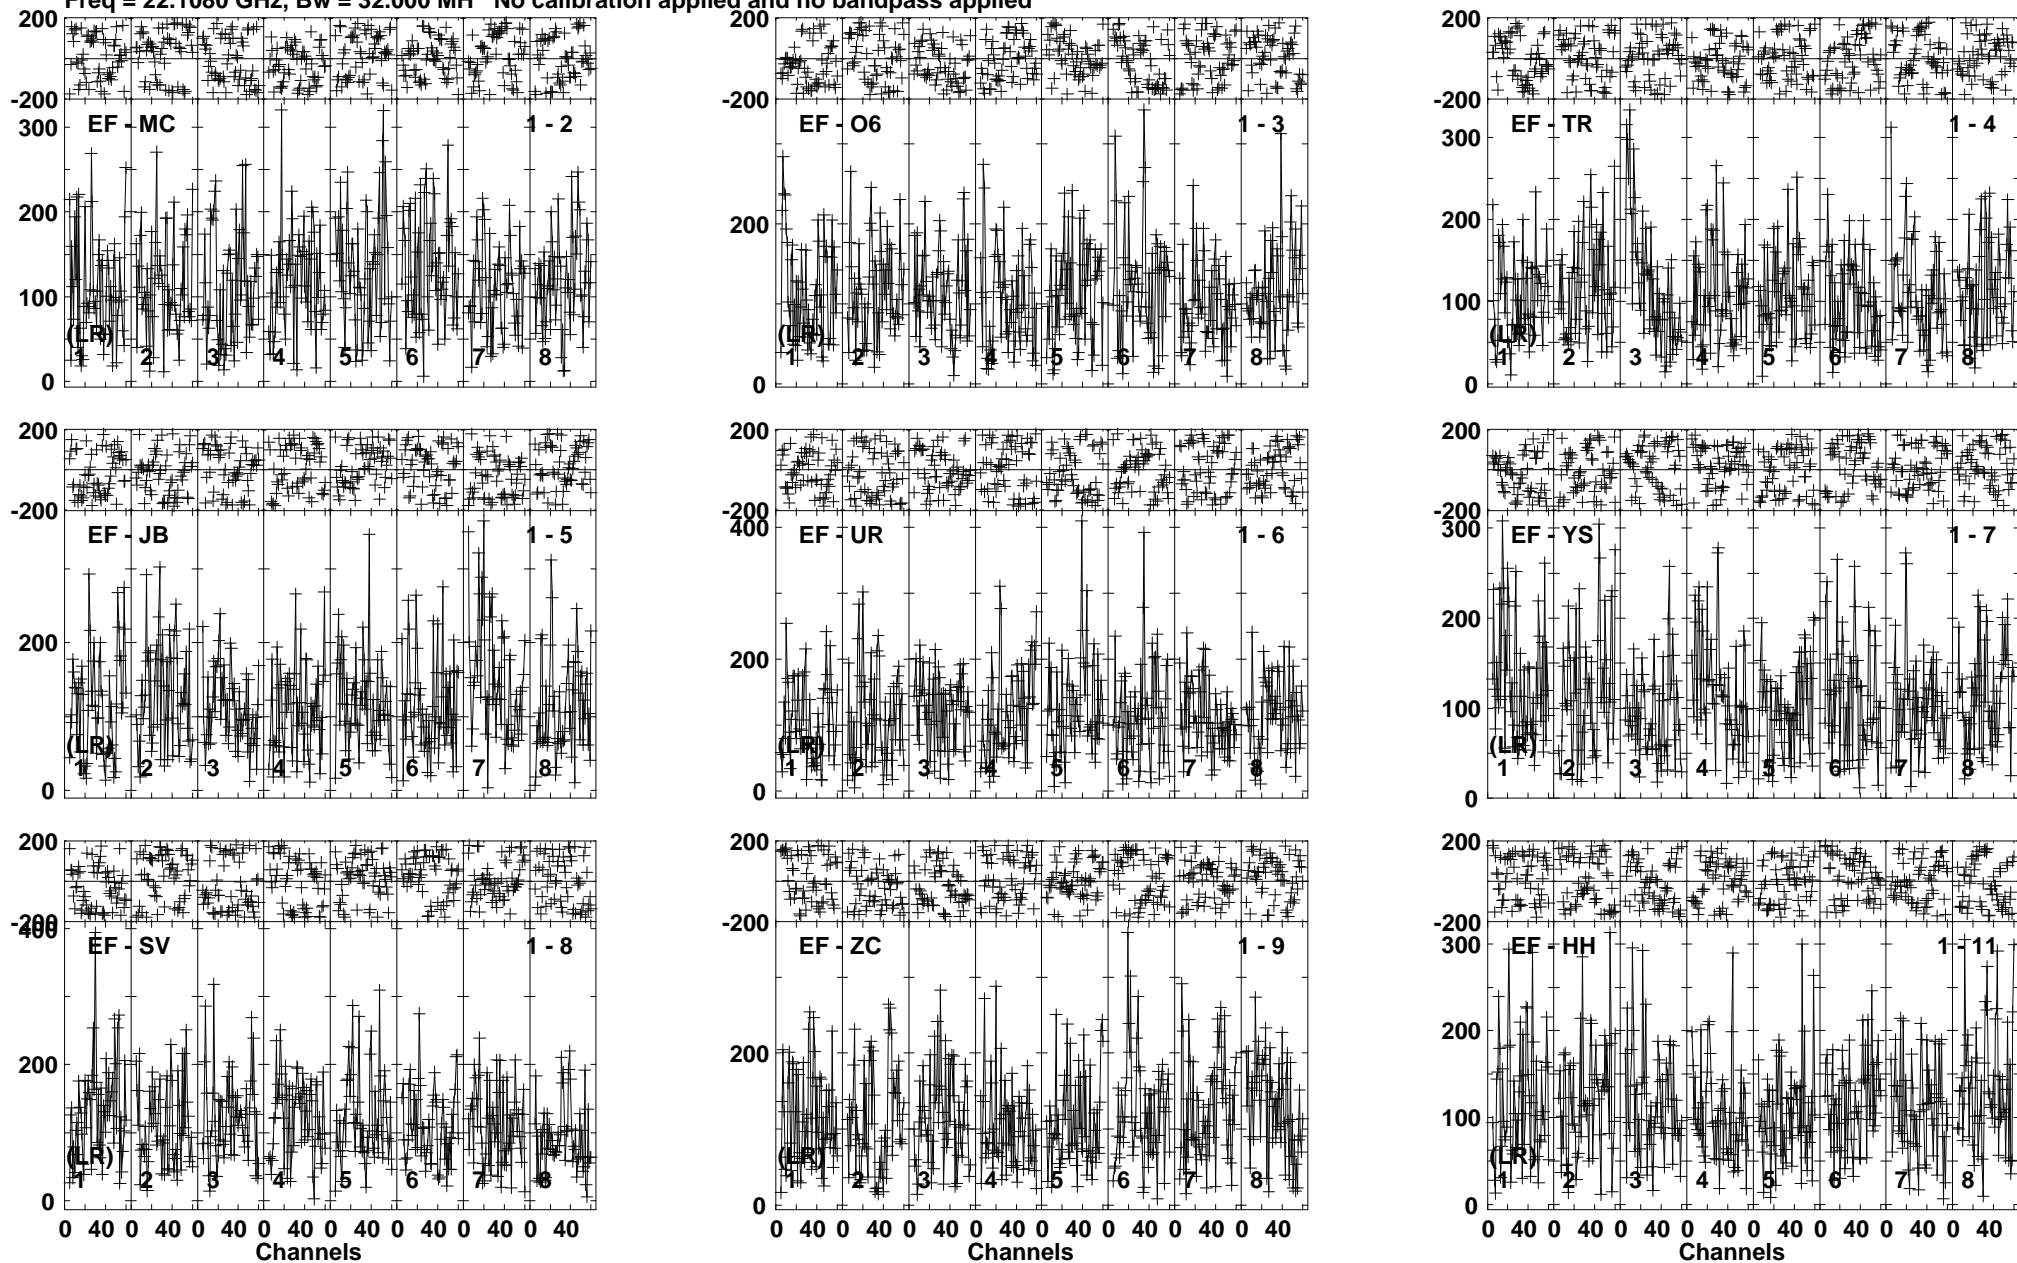 Freq = 22.1080 GHz, Bw = 32.000 MH No calibration applied and no bandpass applied
200 200 200
-200 -200 -200
EF - MC 1 - 2 EF - O6 1 - 3 EF - TR 1 - 4
300 300
200 200 200
100 100
(LR) (LR) (LR)
1 2 3 4 5 6 7 8 1 2 3 4 5 6 7 8 1 2 3 4 5 6 7 8
0 0 0
200 200 200
-200 -200 -200
EF - JB 1 - 5 EF - UR 1 - 6 EF - YS 1 - 7
400 300
200 200 200
100
(LR) (LR) (LR)
1 2 3 4 5 6 7 8 1 2 3 4 5 6 7 8 1 2 3 4 5 6 7 8
0 0 0
200 200 200
-200 -200 -200
400
EF - SV 1 - 8 EF - ZC 1 - 9 EF - HH 1 - 11
300
200 200 200
100
(LR) (LR) (LR)
1 2 3 4 5 6 7 8 1 2 3 4 5 6 7 8 1 2 3 4 5 6 7 8
0 0 0
0 40 0 40 0 40 0 40 0 40 0 40 0 40 0 40 0 40 0 40 0 40 0 40 0 40 0 40 0 40 0 40 0 40 0 40 0 40 0 40 0 40 0 40 0 40 0 40
Channels Channels Channels